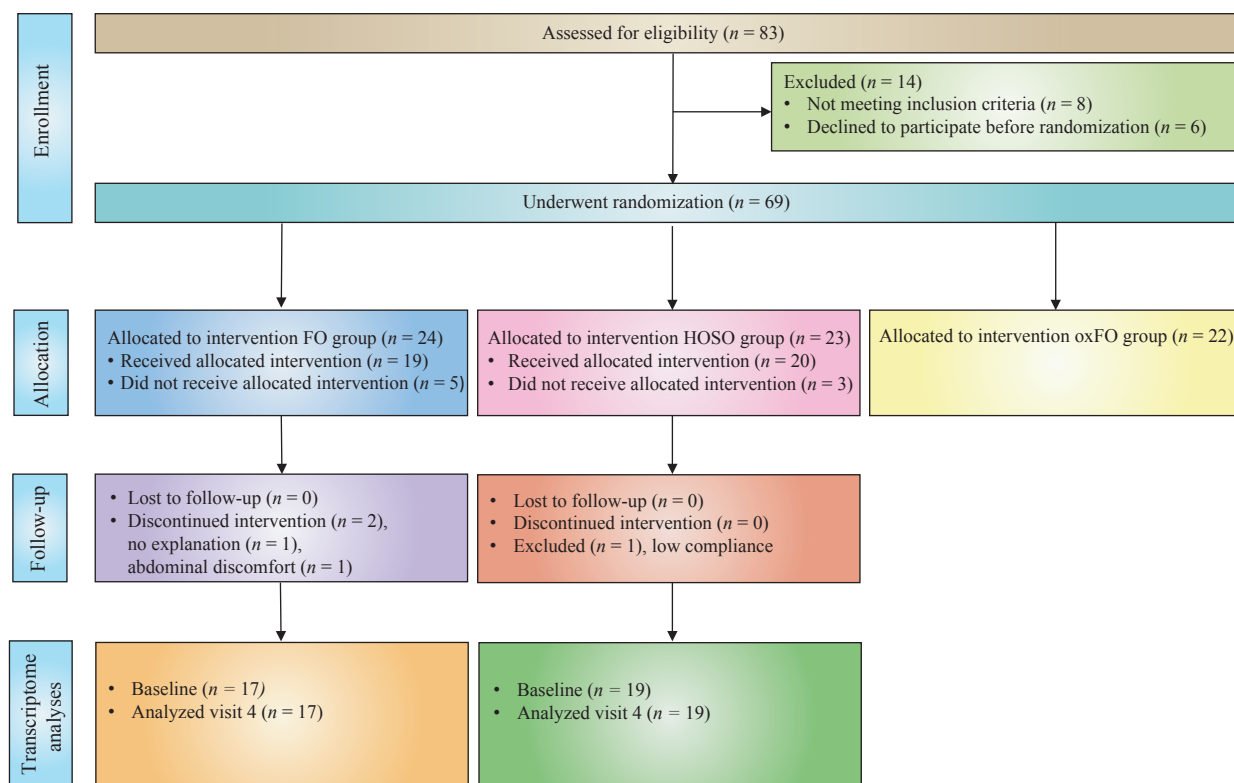 Enrollment
Assessed for eligibility (n = 83)
Excluded (n = 14)
• Not meeting inclusion criteria (n = 8)
• Declined to participate before randomization (n = 6)
Underwent randomization (n = 69)
Allocation
Allocated to intervention FO group (n = 24)
• Received allocated intervention (n = 19)
• Did not receive allocated intervention (n = 5)
Allocated to intervention HOSO group (n = 23)
• Received allocated intervention (n = 20)
• Did not receive allocated intervention (n = 3)
Allocated to intervention oxFO group (n = 22)
Follow-up
• Lost to follow-up (n = 0)
• Discontinued intervention (n = 2),
no explanation (n = 1),
abdominal discomfort (n = 1)
• Lost to follow-up (n = 0)
• Discontinued intervention (n = 0)
• Excluded (n = 1), low compliance
Transcriptome
analyses
• Baseline (n = 17)
• Analyzed visit 4 (n = 17)
• Baseline (n = 19)
• Analyzed visit 4 (n = 19)